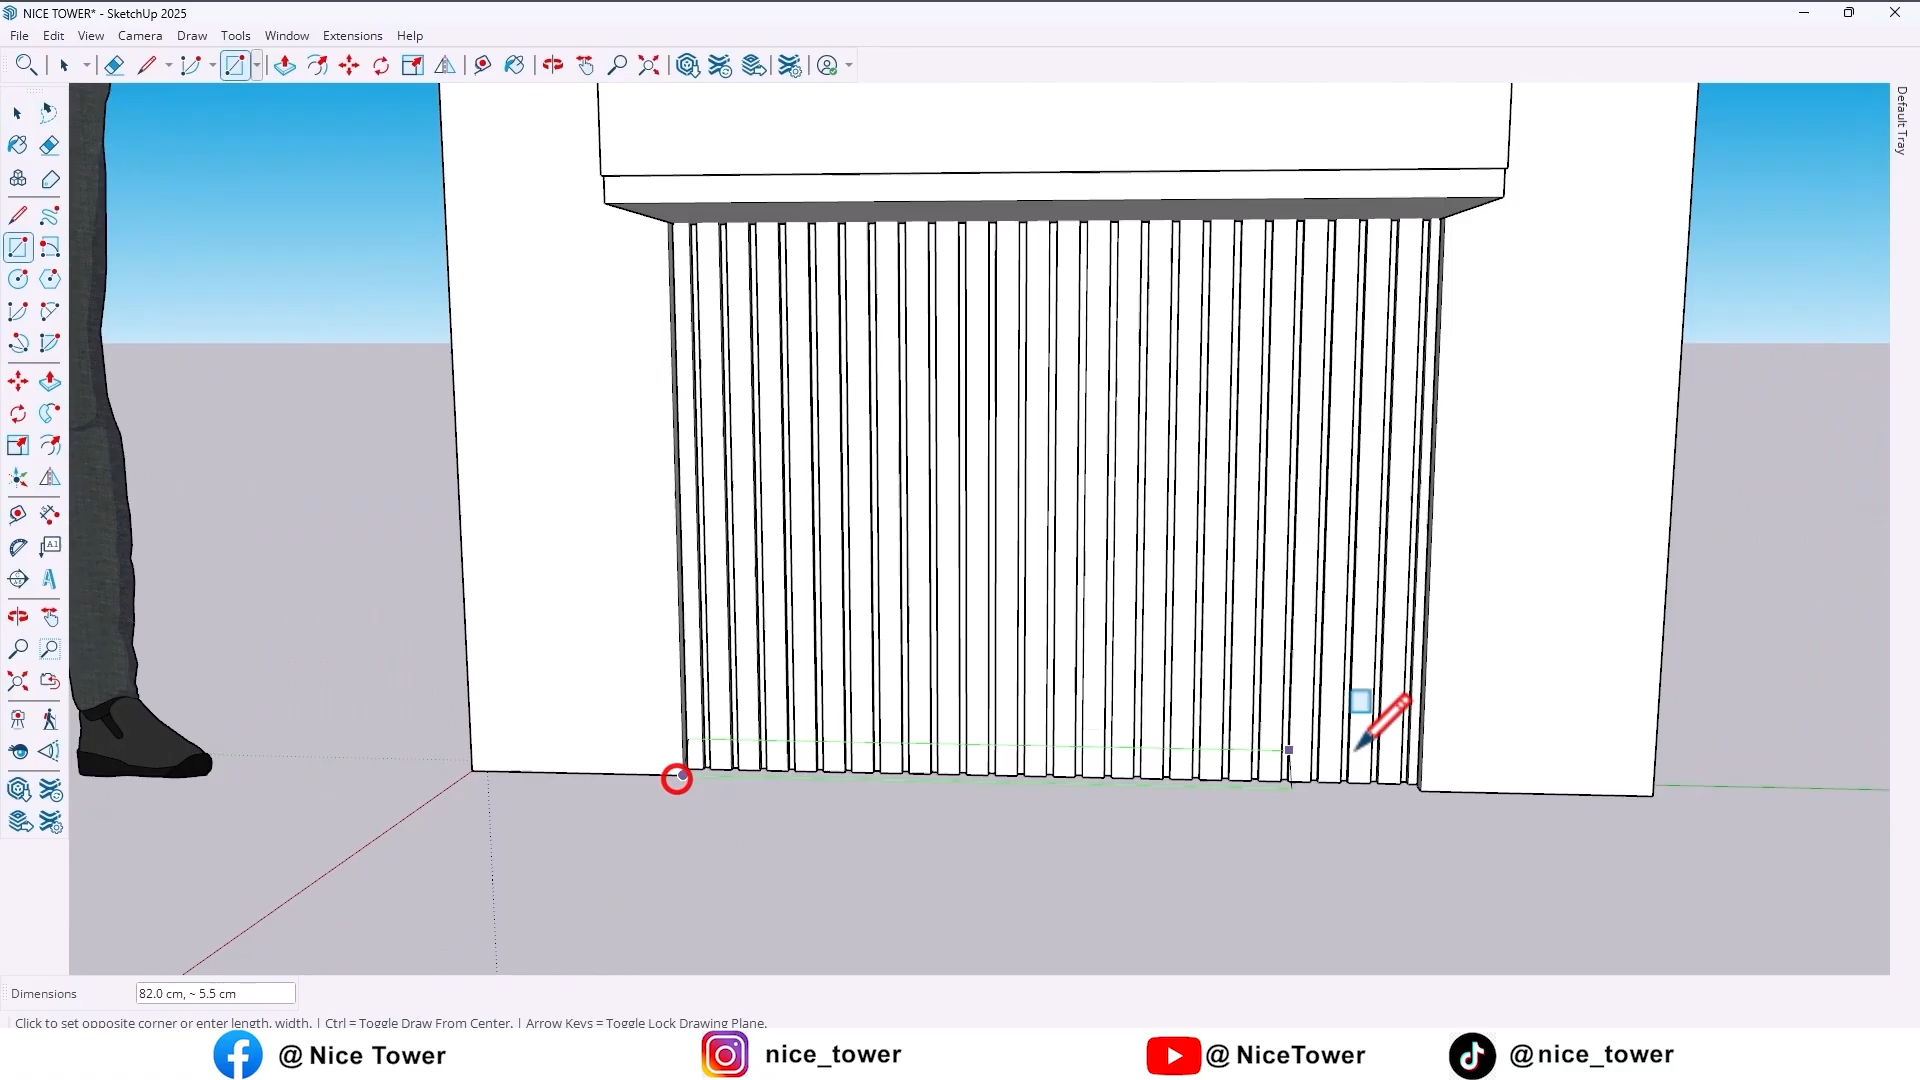 NICE TOWER* - SketchUp 2025
File Edit View Camera Draw Tools Window Extensions Help
Default Tray
Dimensions 82.0 cm, ~ 5.5 cm
Click to set opposite corner or enter length, width. | Ctrl = Toggle Draw From Center. | Arrow Keys = Toggle Lock Drawing Plane.
@ Nice Tower nice_tower @ NiceTower @nice_tower